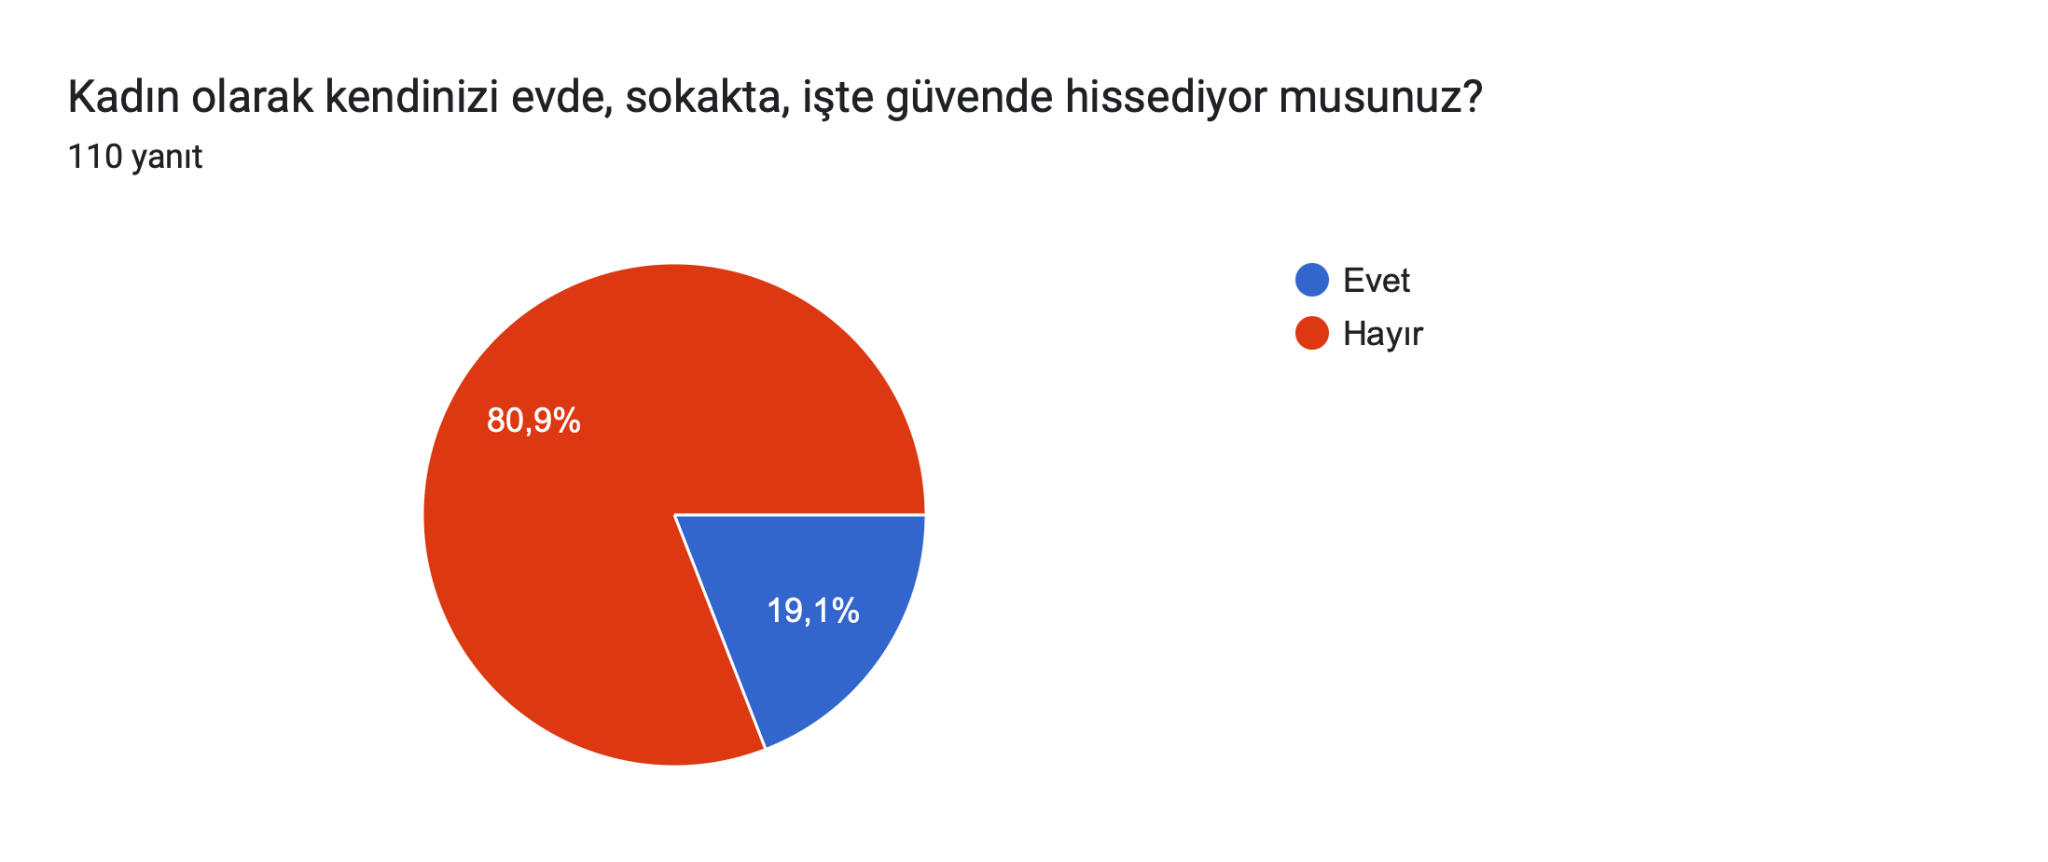 Kadın olarak kendinizi evde, sokakta, işte güvende hissediyor musunuz?
110 yanıt
Evet
Hayır
80,9%
19,1%